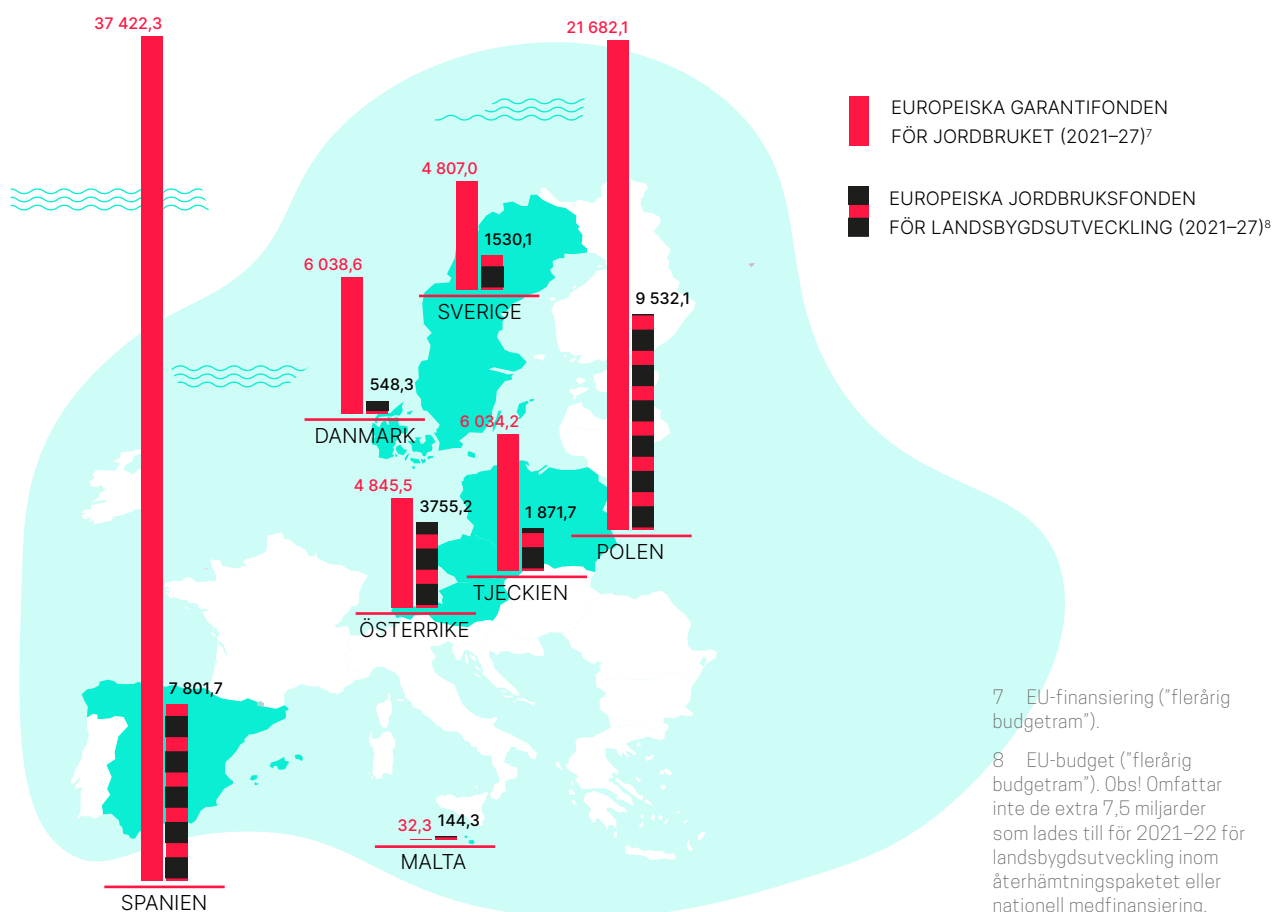 37 422,3
21 682,1
EUROPEISKA GARANTIFONDEN
FÖR JORDBRUKET (2021–27)7
4 807,0
EUROPEISKA JORDBRUKSFONDEN
FÖR LANDSBYGDSUTVECKLING (2021–27)8
1530,1
6 038,6
9 532,1
SVERIGE
548,3
6 034,2
DANMARK
4 845,5
3755,2
1 871,7
POLEN
TJECKIEN
ÖSTERRIKE
7 801,7
7 EU-finansiering (”flerårig
budgetram”).
8 EU-budget (”flerårig
budgetram”). Obs! Omfattar
inte de extra 7,5 miljarder
som lades till för 2021–22 för
landsbygdsutveckling inom
återhämtningspaketet eller
nationell medfinansiering.
32,3
144,3
MALTA
SPANIEN